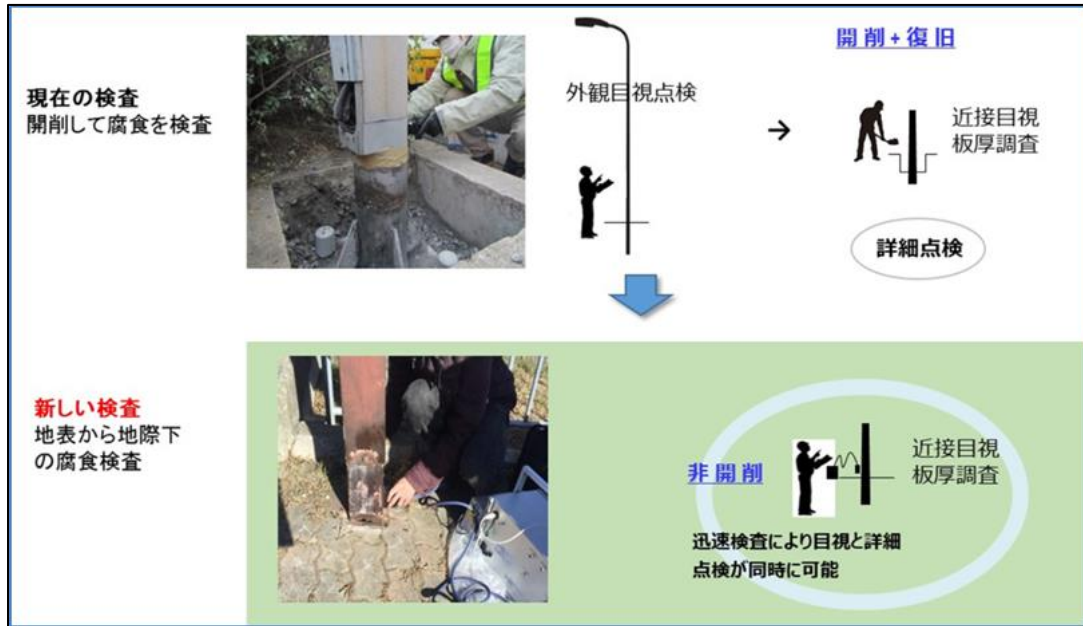 現在の検査
開削して腐食を検査
外観目視点検
→
開削+復旧
近接目視
板厚調査
詳細点検
新しい検査
地表から地際下
の腐食検査
非開削
近接目視
板厚調査
迅速検査により目視と詳細
点検が同時に可能